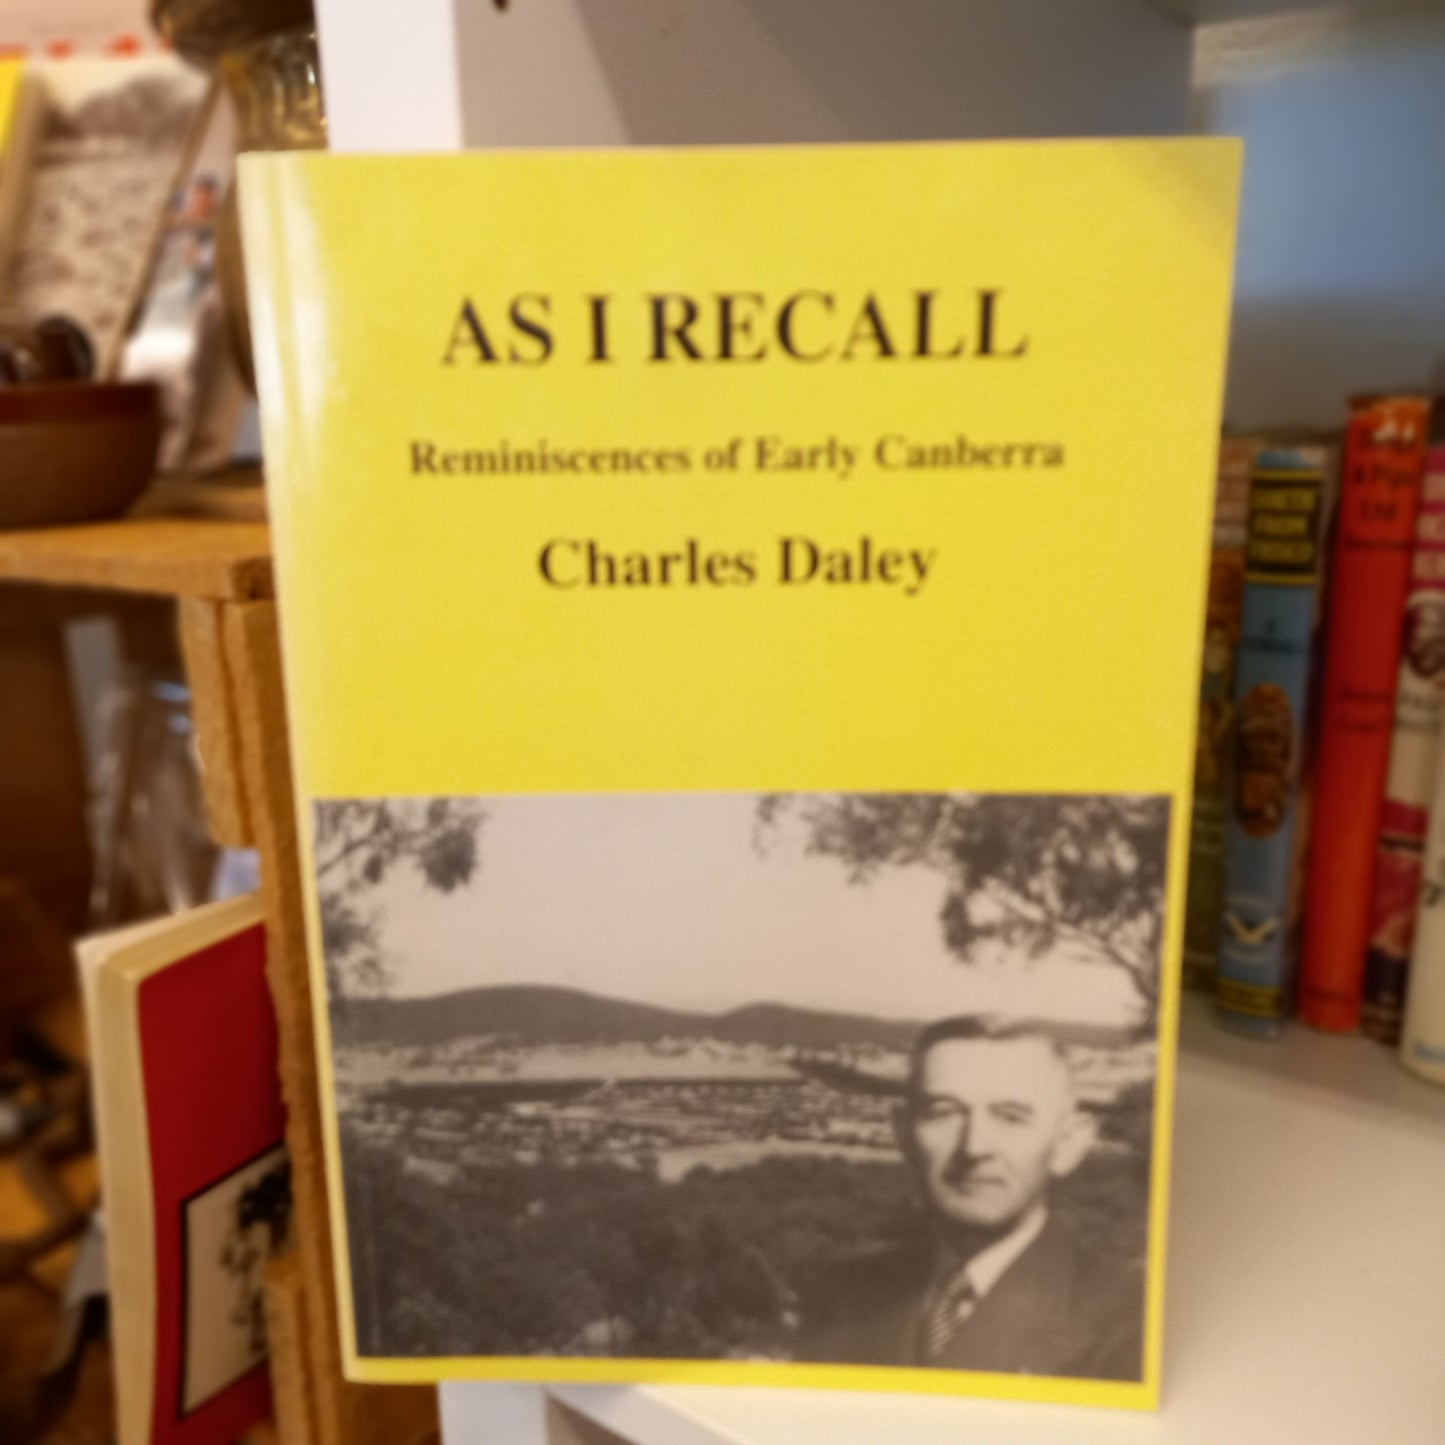 AS I RECALL
Reminiscences of Early Canberra
Charles Daley